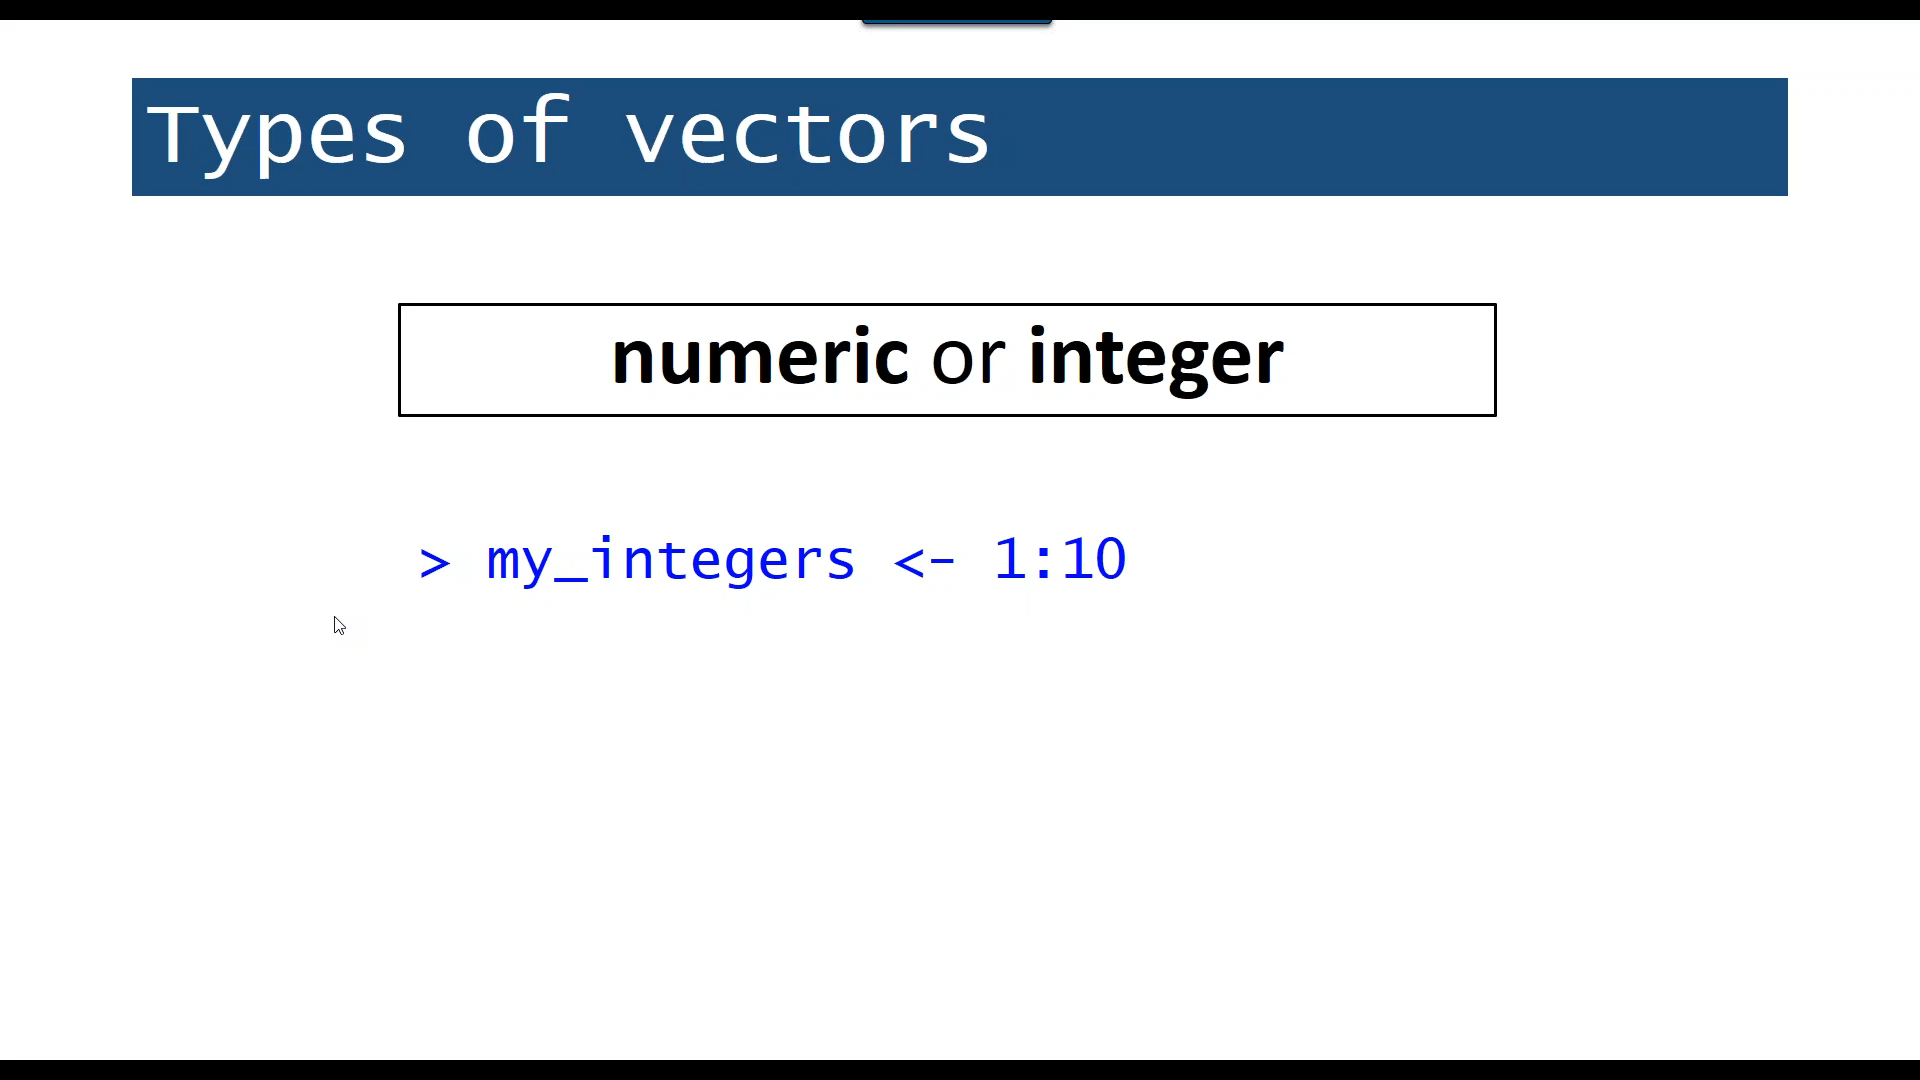 Types of vectors
numeric or integer
> my_integers <- 1:10